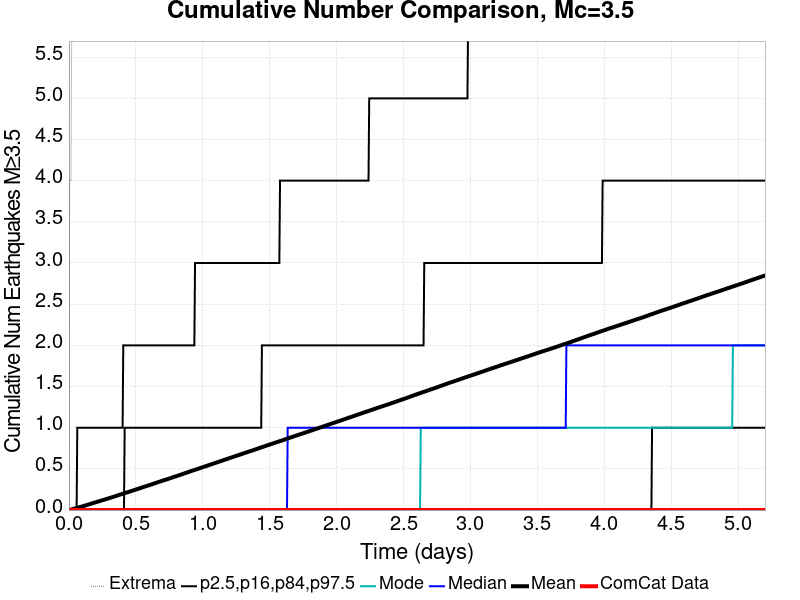 Cumulative Number Comparison, Mc=3.5
Cumulative Num Earthquakes M≥3.5
5.5
5.0
4.5
4.0
3.5
3.0
2.5
2.0
1.5
1.0
0.5
0.0
0.0 0.5 1.0 1.5 2.0 2.5 3.0 3.5 4.0 4.5 5.0
Time (days)
Extrema p2.5,p16,p84,p97.5 Mode Median Mean ComCat Data